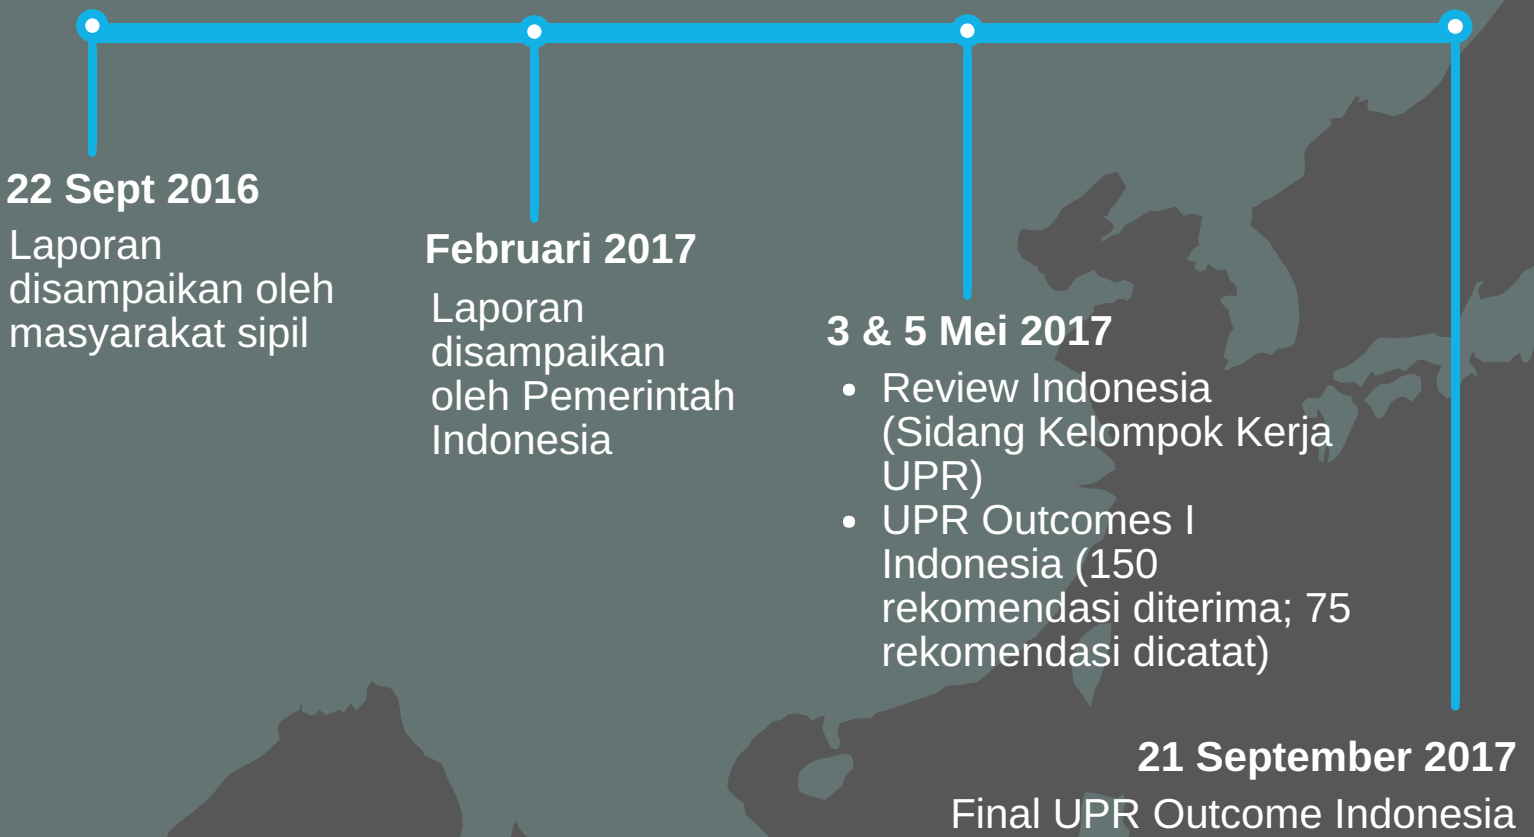 22 Sept 2016
Laporan
disampaikan oleh
masyarakat sipil
Februari 2017
Laporan
disampaikan
oleh Pemerintah
Indonesia
3 & 5 Mei 2017
• Review Indonesia
(Sidang Kelompok Kerja
UPR)
• UPR Outcomes I
Indonesia (150
rekomendasi diterima; 75
rekomendasi dicatat)
21 September 2017
Final UPR Outcome Indonesia